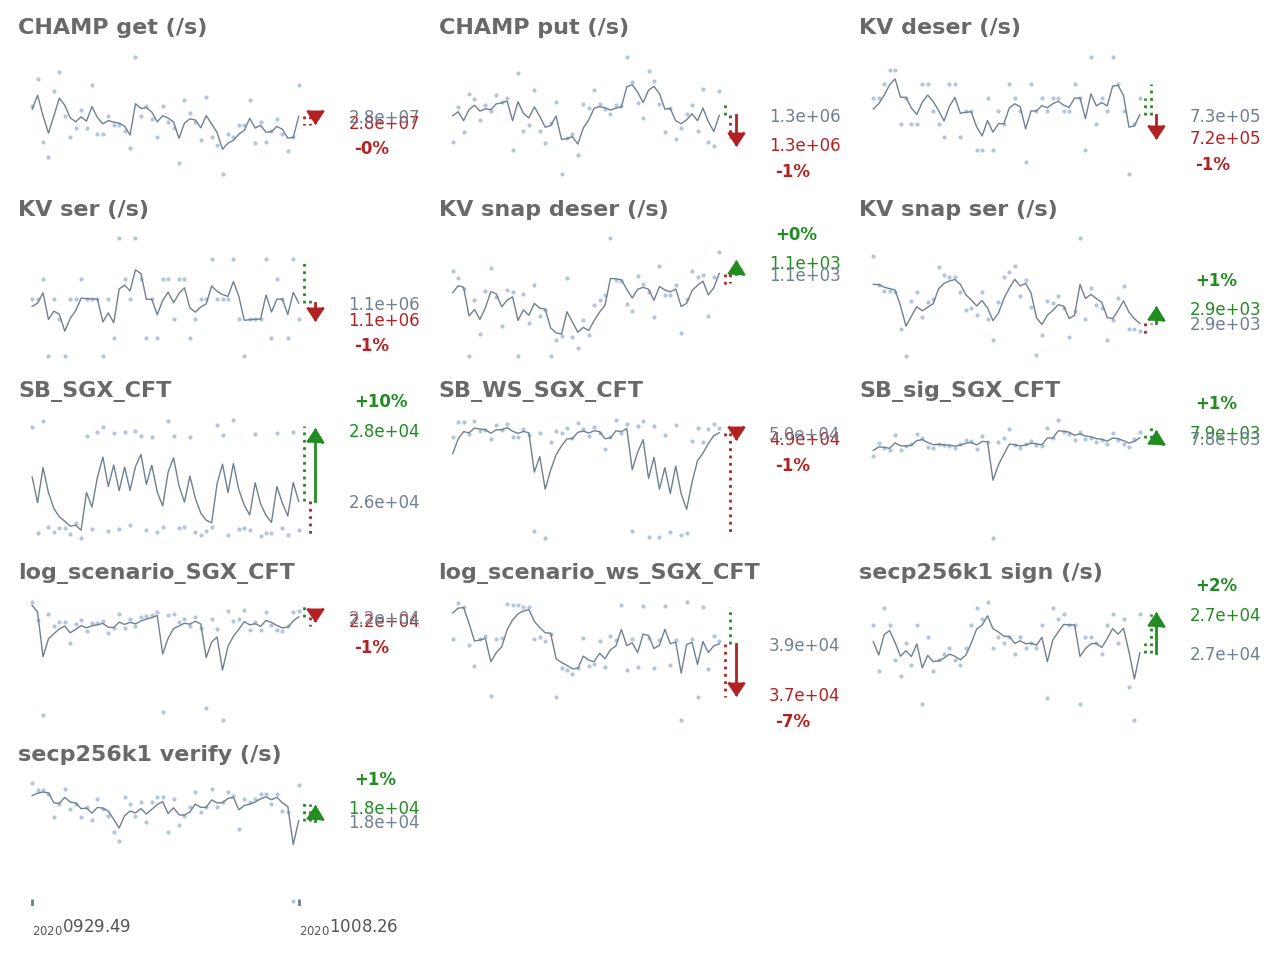 CHAMP get (/s)
2.8e+07
2.8e+07
-0%
CHAMP put (/s)
1.3e+06
1.3e+06
-1%
KV deser (/s)
7.3e+05
7.2e+05
-1%
KV ser (/s)
1.1e+06
1.1e+06
-1%
KV snap deser (/s)
+0%
1.1e+03
1.1e+03
KV snap ser (/s)
+1%
2.9e+03
2.9e+03
SB_SGX_CFT
+10%
2.8e+04
2.6e+04
SB_WS_SGX_CFT
5.0e+04
4.9e+04
-1%
SB_sig_SGX_CFT
+1%
7.9e+03
7.8e+03
log_scenario_SGX_CFT
2.2e+04
2.2e+04
-1%
log_scenario_ws_SGX_CFT
3.9e+04
3.7e+04
-7%
secp256k1 sign (/s)
+2%
2.7e+04
2.7e+04
secp256k1 verify (/s)
+1%
1.8e+04
1.8e+04
20200929.49
20201008.26